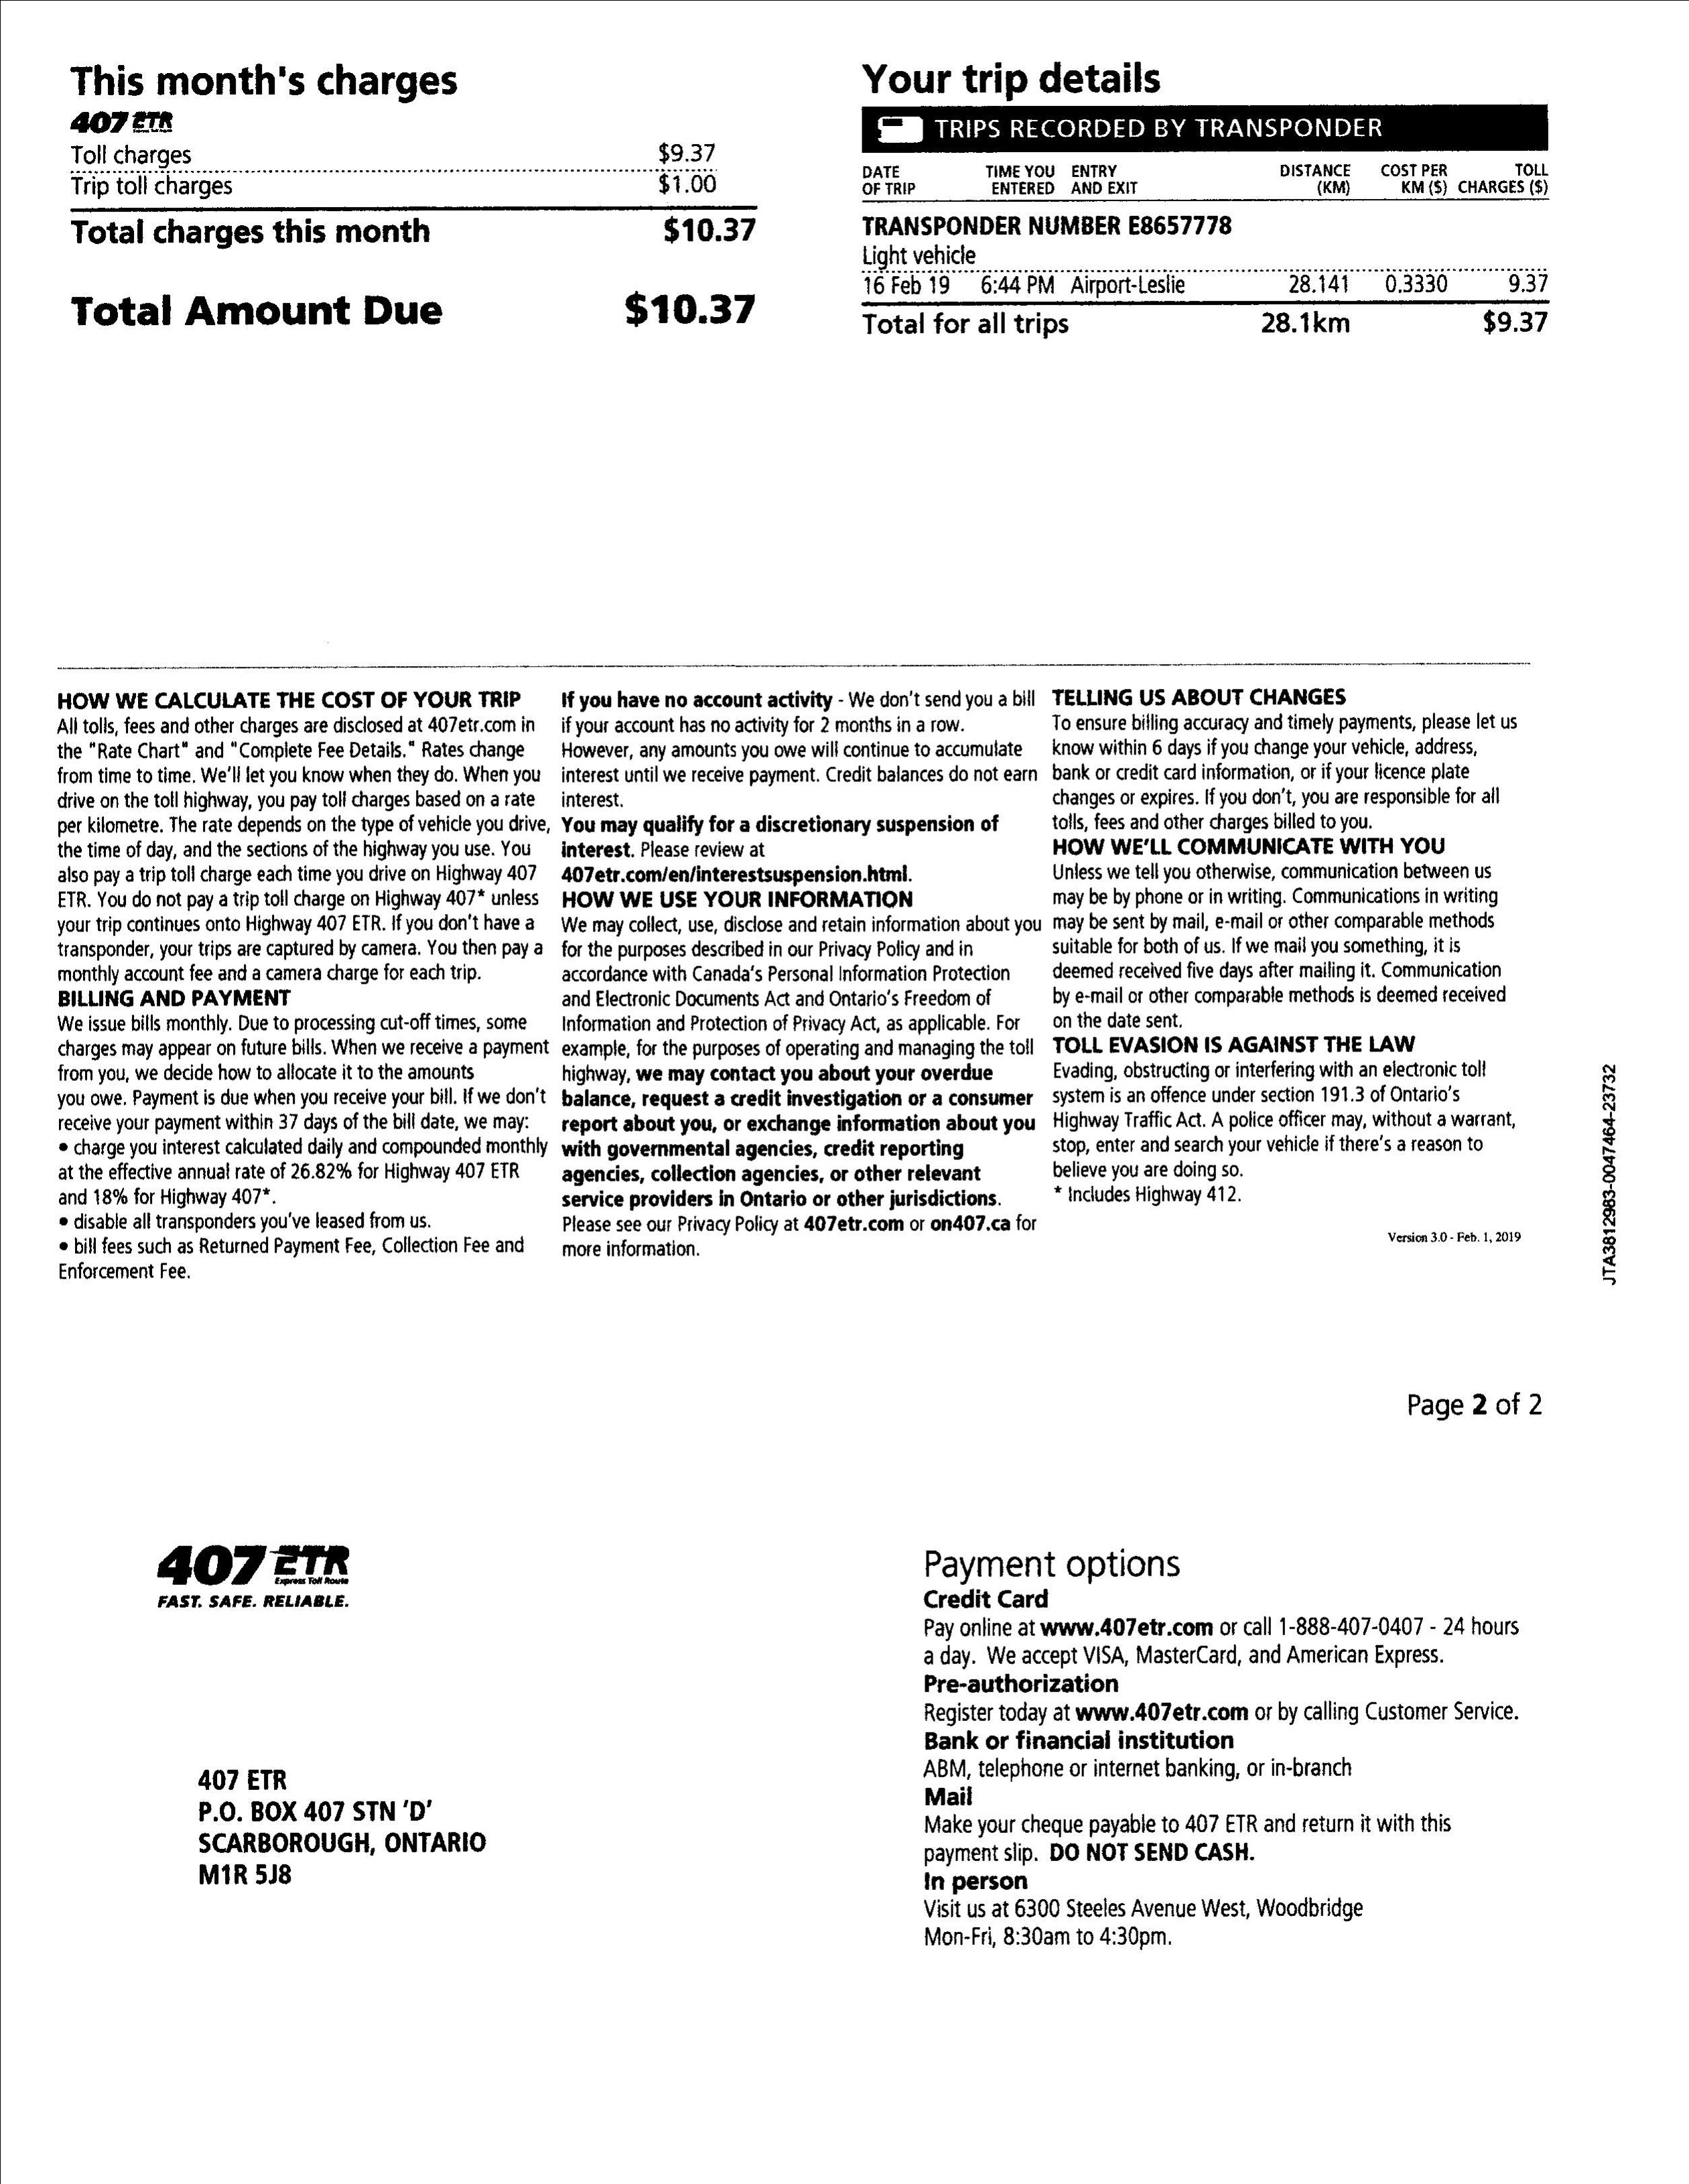 This month's charges
407 ETR
Toll charges $9.37
Trip toll charges $1.00
Total charges this month $10.37
Total Amount Due $10.37
Your trip details
TRIPS RECORDED BY TRANSPONDER
DATE OF TRIP TIME YOU ENTERED ENTRY AND EXIT DISTANCE (KM) COST PER KM ($) TOLL CHARGES ($)
TRANSPONDER NUMBER E8657778
Light vehicle
16 Feb 19 6:44 PM Airport-Leslie 28.141 0.3330 9.37
Total for all trips 28.1km $9.37
HOW WE CALCULATE THE COST OF YOUR TRIP
All tolls, fees and other charges are disclosed at 407etr.com in
the "Rate Chart" and "Complete Fee Details." Rates change
from time to time. We'll let you know when they do. When you
drive on the toll highway, you pay toll charges based on a rate
per kilometre. The rate depends on the type of vehicle you drive,
the time of day, and the sections of the highway you use. You
also pay a trip toll charge each time you drive on Highway 407
ETR. You do not pay a trip toll charge on Highway 407* unless
your trip continues onto Highway 407 ETR. If you don't have a
transponder, your trips are captured by camera. You then pay a
monthly account fee and a camera charge for each trip.
BILLING AND PAYMENT
We issue bills monthly. Due to processing cut-off times, some
charges may appear on future bills. When we receive a payment
from you, we decide how to allocate it to the amounts
you owe. Payment is due when you receive your bill. If we don't
receive your payment within 37 days of the bill date, we may:
• charge you interest calculated daily and compounded monthly
at the effective annual rate of 26.82% for Highway 407 ETR
and 18% for Highway 407*.
• disable all transponders you've leased from us.
• bill fees such as Returned Payment Fee, Collection Fee and
Enforcement Fee.
If you have no account activity - We don't send you a bill
if your account has no activity for 2 months in a row.
However, any amounts you owe will continue to accumulate
interest until we receive payment. Credit balances do not earn
interest.
You may qualify for a discretionary suspension of
interest. Please review at
407etr.com/en/interestsuspension.html.
HOW WE USE YOUR INFORMATION
We may collect, use, disclose and retain information about you
for the purposes described in our Privacy Policy and in
accordance with Canada's Personal Information Protection
and Electronic Documents Act and Ontario's Freedom of
Information and Protection of Privacy Act, as applicable. For
example, for the purposes of operating and managing the toll
highway, we may contact you about your overdue
balance, request a credit investigation or a consumer
report about you, or exchange information about you
with governmental agencies, credit reporting
agencies, collection agencies, or other relevant
service providers in Ontario or other jurisdictions.
Please see our Privacy Policy at 407etr.com or on407.ca for
more information.
TELLING US ABOUT CHANGES
To ensure billing accuracy and timely payments, please let us
know within 6 days if you change your vehicle, address,
bank or credit card information, or if your licence plate
changes or expires. If you don't, you are responsible for all
tolls, fees and other charges billed to you.
HOW WE'LL COMMUNICATE WITH YOU
Unless we tell you otherwise, communication between us
may be by phone or in writing. Communications in writing
may be sent by mail, e-mail or other comparable methods
suitable for both of us. If we mail you something, it is
deemed received five days after mailing it. Communication
by e-mail or other comparable methods is deemed received
on the date sent.
TOLL EVASION IS AGAINST THE LAW
Evading, obstructing or interfering with an electronic toll
system is an offence under section 191.3 of Ontario's
Highway Traffic Act. A police officer may, without a warrant,
stop, enter and search your vehicle if there's a reason to
believe you are doing so.
* Includes Highway 412.
Version 3.0 - Feb. 1, 2019
JTA3812983-0047464-23732
Page 2 of 2
407 ETR
Express Toll Route
FAST. SAFE. RELIABLE.
407 ETR
P.O. BOX 407 STN 'D'
SCARBOROUGH, ONTARIO
M1R 5J8
Payment options
Credit Card
Pay online at www.407etr.com or call 1-888-407-0407 - 24 hours
a day. We accept VISA, MasterCard, and American Express.
Pre-authorization
Register today at www.407etr.com or by calling Customer Service.
Bank or financial institution
ABM, telephone or internet banking, or in-branch
Mail
Make your cheque payable to 407 ETR and return it with this
payment slip. DO NOT SEND CASH.
In person
Visit us at 6300 Steeles Avenue West, Woodbridge
Mon-Fri, 8:30am to 4:30pm.